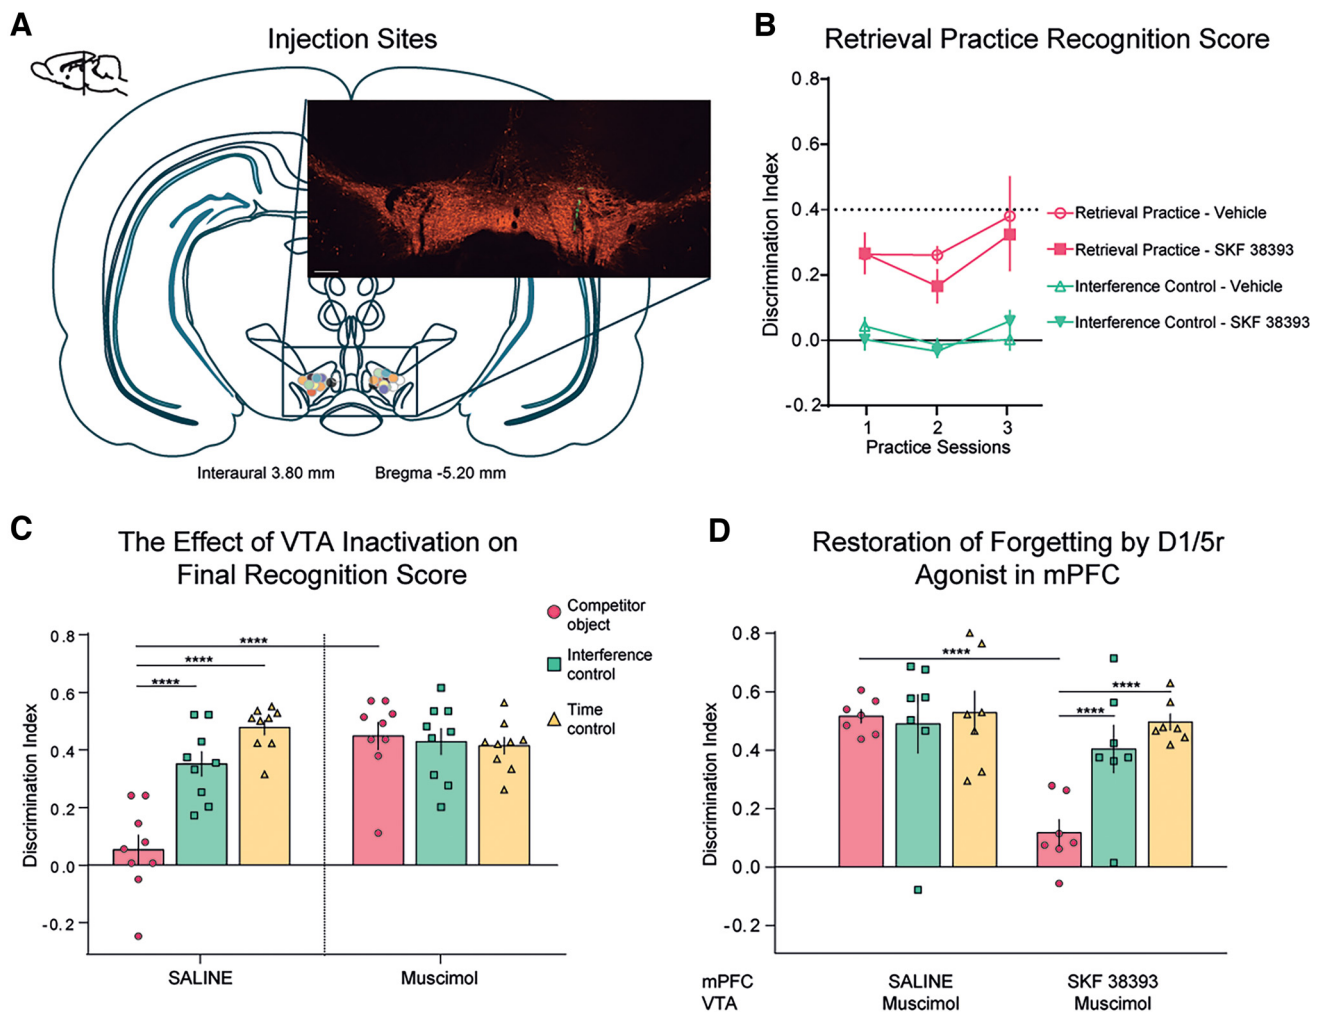 A
Injection Sites
Interaural 3.80 mm
Bregma -5.20 mm
B
Retrieval Practice Recognition Score
Discrimination Index
0.8
0.6
0.4
0.2
0.0
-0.2
1
2
3
Practice Sessions
Retrieval Practice - Vehicle
Retrieval Practice - SKF 38393
Interference Control - Vehicle
Interference Control - SKF 38393
C
The Effect of VTA Inactivation on
Final Recognition Score
Discrimination Index
0.8
0.6
0.4
0.2
0.0
-0.2
****
****
****
SALINE
Muscimol
Competitor
object
Interference
control
Time
control
D
Restoration of Forgetting by D1/5r
Agonist in mPFC
Discrimination Index
0.8
0.6
0.4
0.2
0.0
-0.2
****
****
****
mPFC
SALINE
SKF 38393
VTA
Muscimol
Muscimol